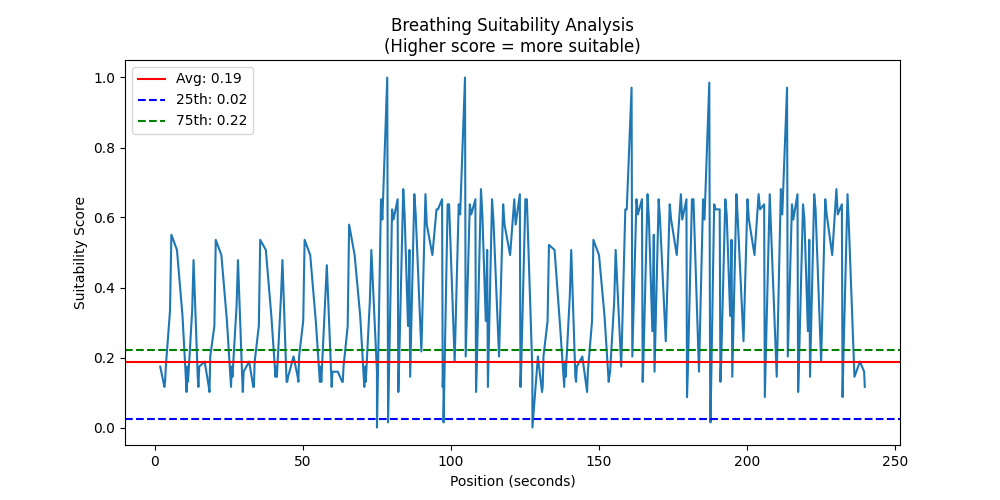 Breathing Suitability Analysis
(Higher score = more suitable)
Avg: 0.19
25th: 0.02
75th: 0.22
Suitability Score
1.0
0.8
0.6
0.4
0.2
0.0
0
50
100
150
200
250
Position (seconds)